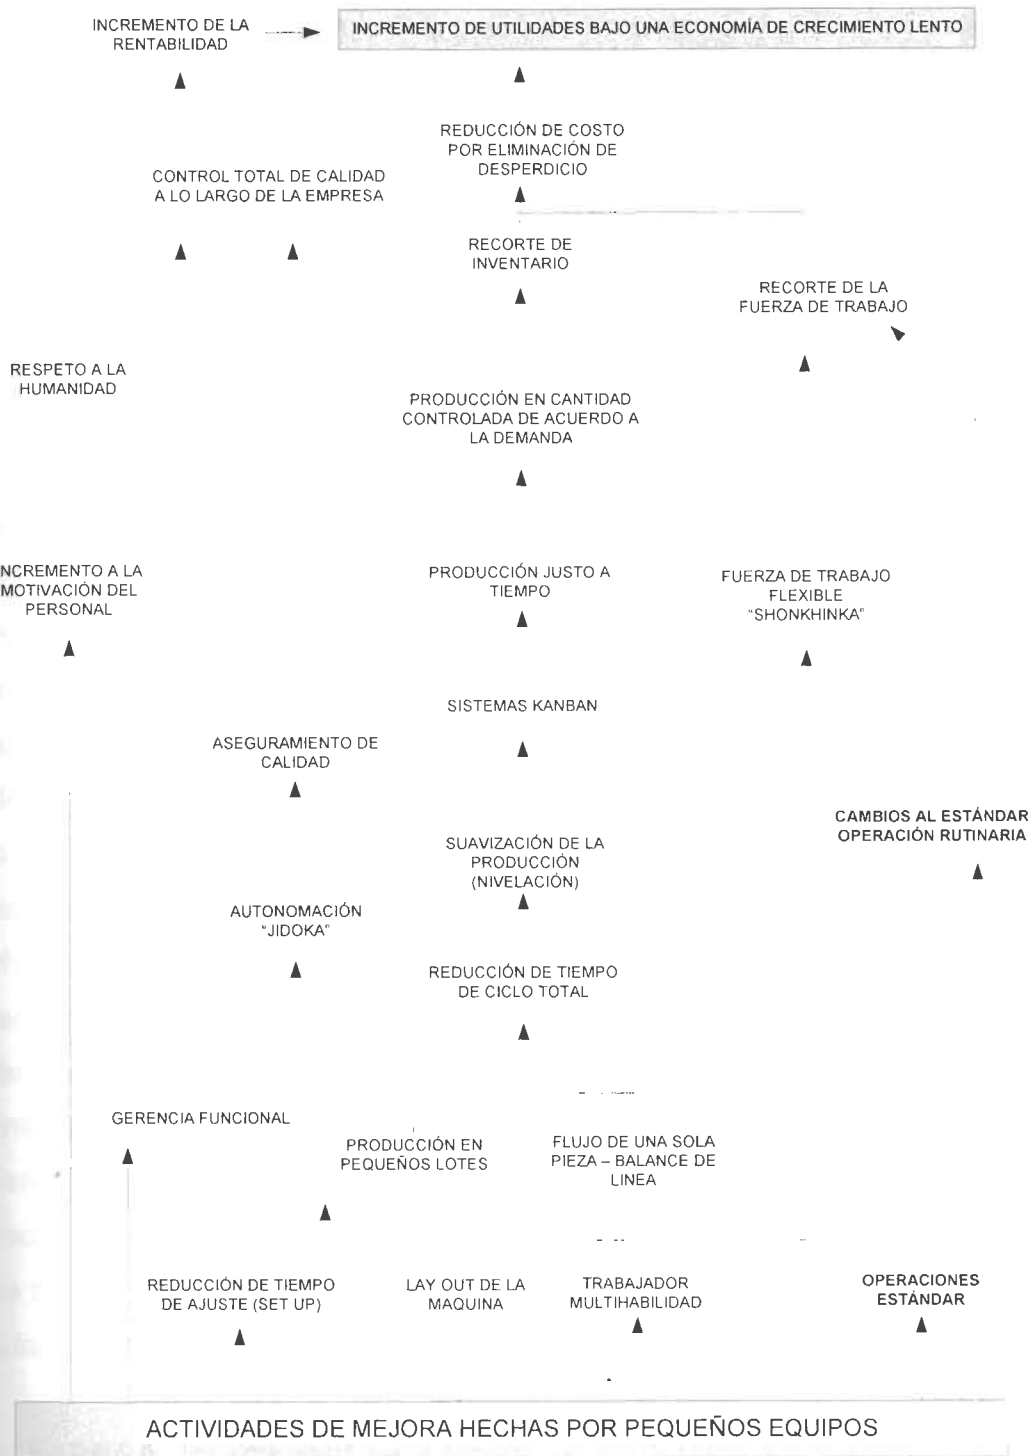 INCREMENTO DE LA
RENTABILIDAD
INCREMENTO DE UTILIDADES BAJO UNA ECONOMÍA DE CRECIMIENTO LENTO
REDUCCIÓN DE COSTO
POR ELIMINACIÓN DE
DESPERDICIO
CONTROL TOTAL DE CALIDAD
A LO LARGO DE LA EMPRESA
RECORTE DE
INVENTARIO
RECORTE DE LA
FUERZA DE TRABAJO
RESPETO A LA
HUMANIDAD
PRODUCCIÓN EN CANTIDAD
CONTROLADA DE ACUERDO A
LA DEMANDA
NCREMENTO A LA
MOTIVACIÓN DEL
PERSONAL
PRODUCCIÓN JUSTO A
TIEMPO
FUERZA DE TRABAJO
FLEXIBLE
"SHONKHINKA"
SISTEMAS KANBAN
ASEGURAMIENTO DE
CALIDAD
CAMBIOS AL ESTÁNDAR
OPERACIÓN RUTINARIA
SUAVIZACIÓN DE LA
PRODUCCIÓN
(NIVELACIÓN)
AUTONOMACIÓN
"JIDOKA"
REDUCCIÓN DE TIEMPO
DE CICLO TOTAL
GERENCIA FUNCIONAL
PRODUCCIÓN EN
PEQUEÑOS LOTES
FLUJO DE UNA SOLA
PIEZA – BALANCE DE
LINEA
REDUCCIÓN DE TIEMPO
DE AJUSTE (SET UP)
LAY OUT DE LA
MAQUINA
TRABAJADOR
MULTIHABILIDAD
OPERACIONES
ESTÁNDAR
ACTIVIDADES DE MEJORA HECHAS POR PEQUEÑOS EQUIPOS